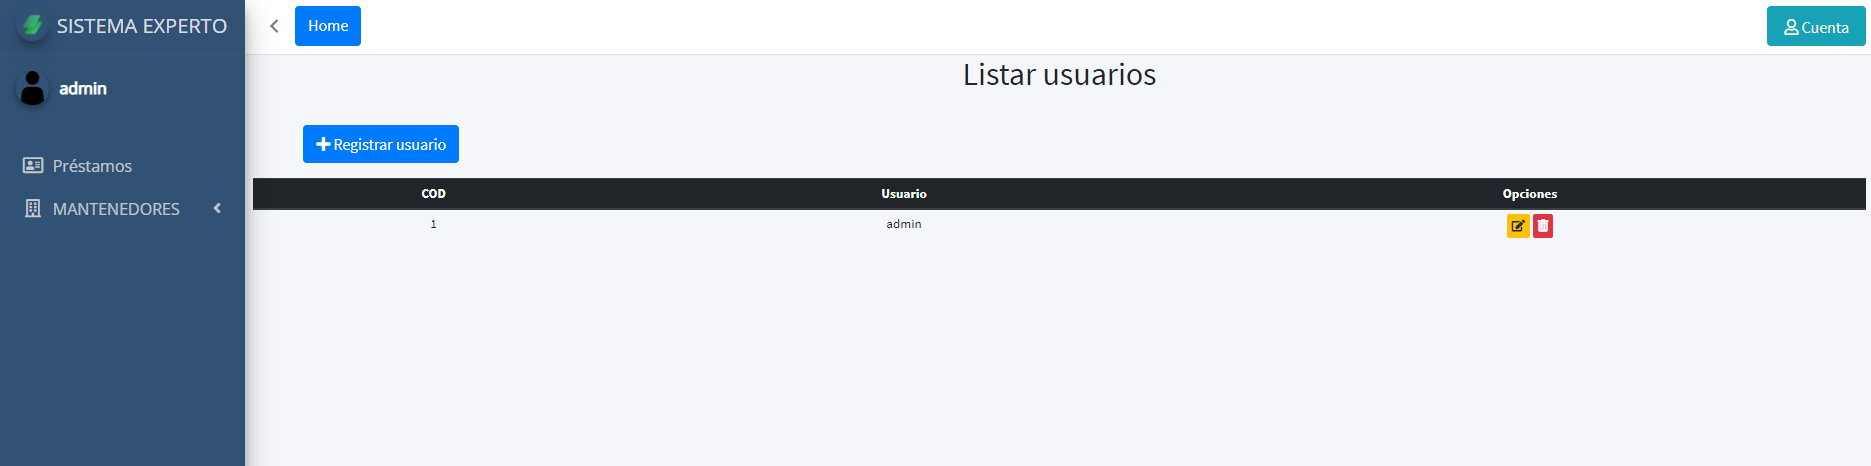 SISTEMA EXPERTO
Home
Cuenta
admin
Listar usuarios
Préstamos
MANTENEDORES
Registrar usuario
COD Usuario Opciones
1 admin